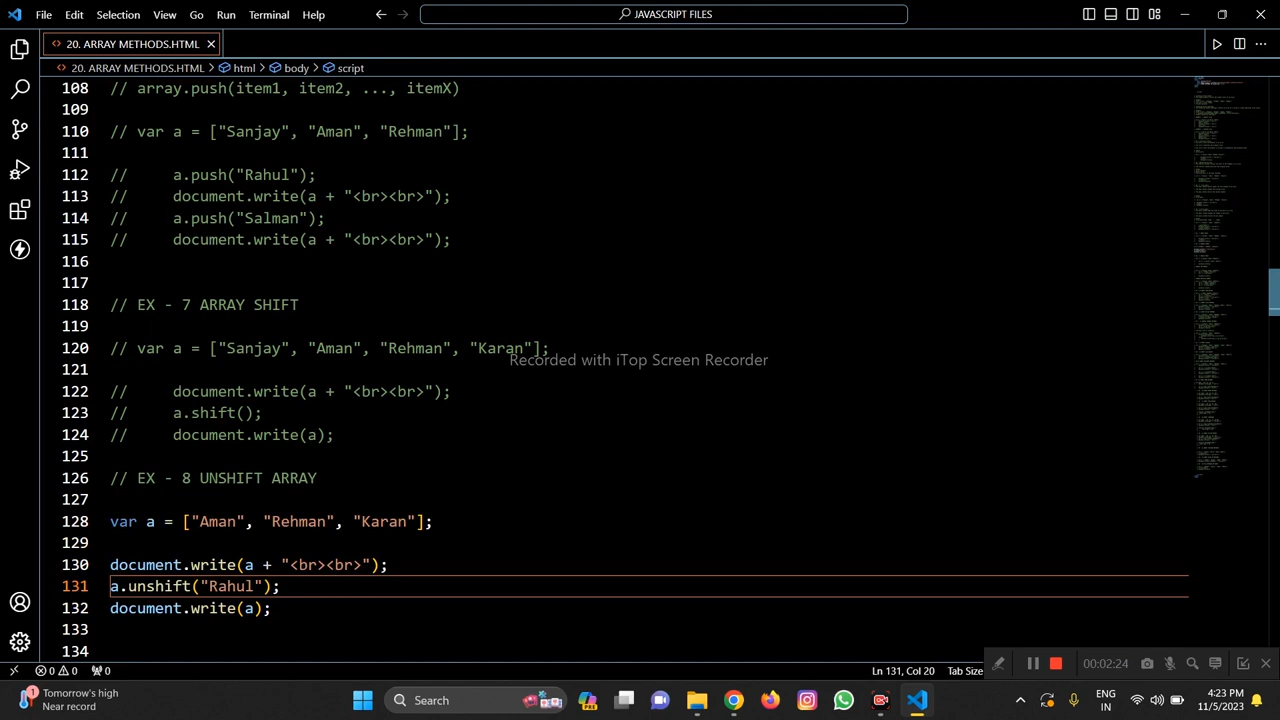 File Edit Selection View Go Run Terminal Help
JAVASCRIPT FILES
20. ARRAY METHODS.HTML
20. ARRAY METHODS.HTML > html > body > script
108 // array.push(item1, item2, ..., itemX)
109
110 // var a = ["Sanjay", "Aman", "Rehman"];
111
112 // a.push("Rahul");
113 // document.write(a + "<br><br>");
114 // a.push("Salman");
115 // document.write(a + "<br><br>");
116
117
118 // EX - 7 ARRAY SHIFT
119
120 // var a = ["Sanjay", "Aman", "Rehman", "Karan"];
Recorded with iTop Screen Recorder
121
122 // document.write(a + "<br><br>");
123 // a.shift();
124 // document.write(a);
125
126 // EX - 8 UNSHIFT ARRAY
127
128 var a = ["Aman", "Rehman", "Karan"];
129
130 document.write(a + "<br><br>");
131 a.unshift("Rahul");
132 document.write(a);
133
134
00:02:24
0 0 0 Ln 131, Col 20 Tab Size
1 Tomorrow's high
Near record
Search
PRE
ENG
IN
4:23 PM
11/5/2023